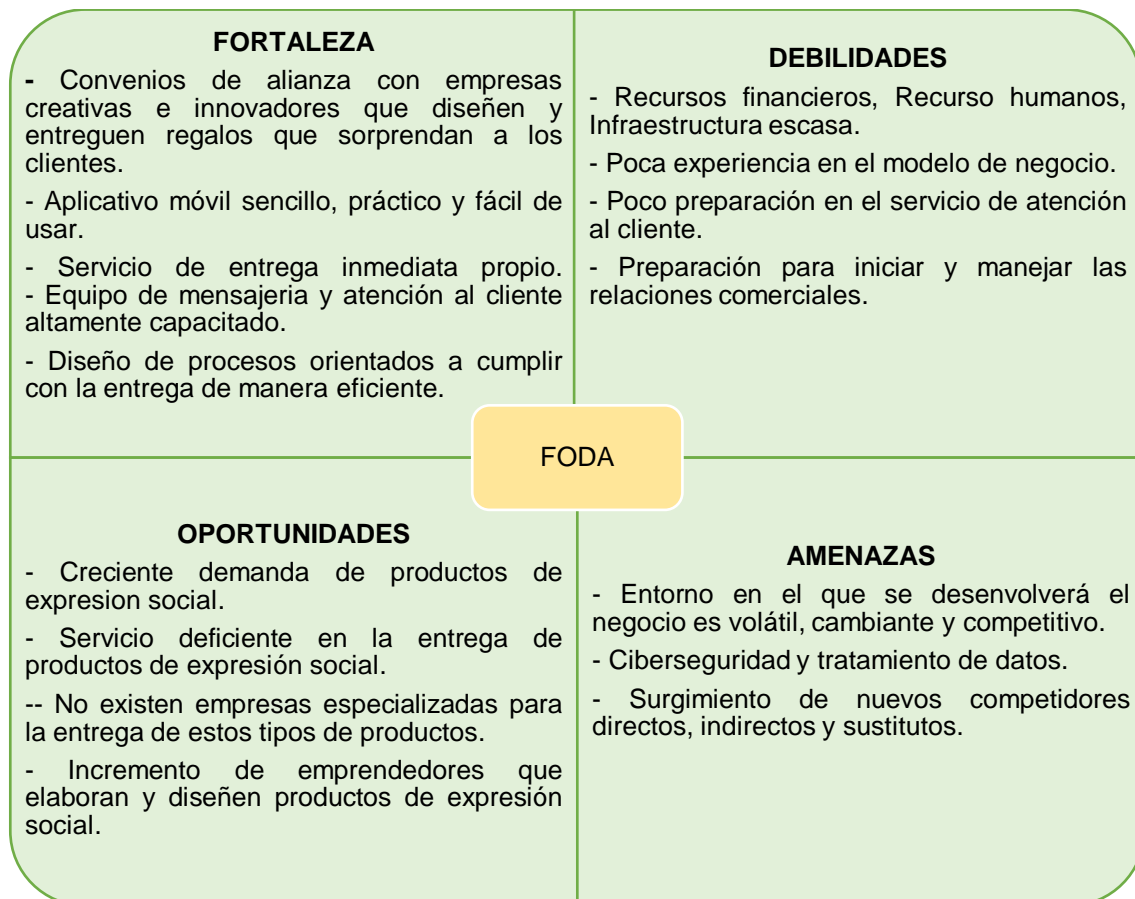 FORTALEZA
- Convenios de alianza con empresas
creativas e innovadores que diseñen y
entreguen regalos que sorprendan a los
clientes.
- Aplicativo móvil sencillo, práctico y fácil de
usar.
- Servicio de entrega inmediata propio.
- Equipo de mensajeria y atención al cliente
altamente capacitado.
- Diseño de procesos orientados a cumplir
con la entrega de manera eficiente.
DEBILIDADES
- Recursos financieros, Recurso humanos,
Infraestructura escasa.
- Poca experiencia en el modelo de negocio.
- Poco preparación en el servicio de atención
al cliente.
- Preparación para iniciar y manejar las
relaciones comerciales.
FODA
OPORTUNIDADES
- Creciente demanda de productos de
expresion social.
- Servicio deficiente en la entrega de
productos de expresión social.
-- No existen empresas especializadas para
la entrega de estos tipos de productos.
- Incremento de emprendedores que
elaboran y diseñen productos de expresión
social.
AMENAZAS
- Entorno en el que se desenvolverá el
negocio es volátil, cambiante y competitivo.
- Ciberseguridad y tratamiento de datos.
- Surgimiento de nuevos competidores
directos, indirectos y sustitutos.